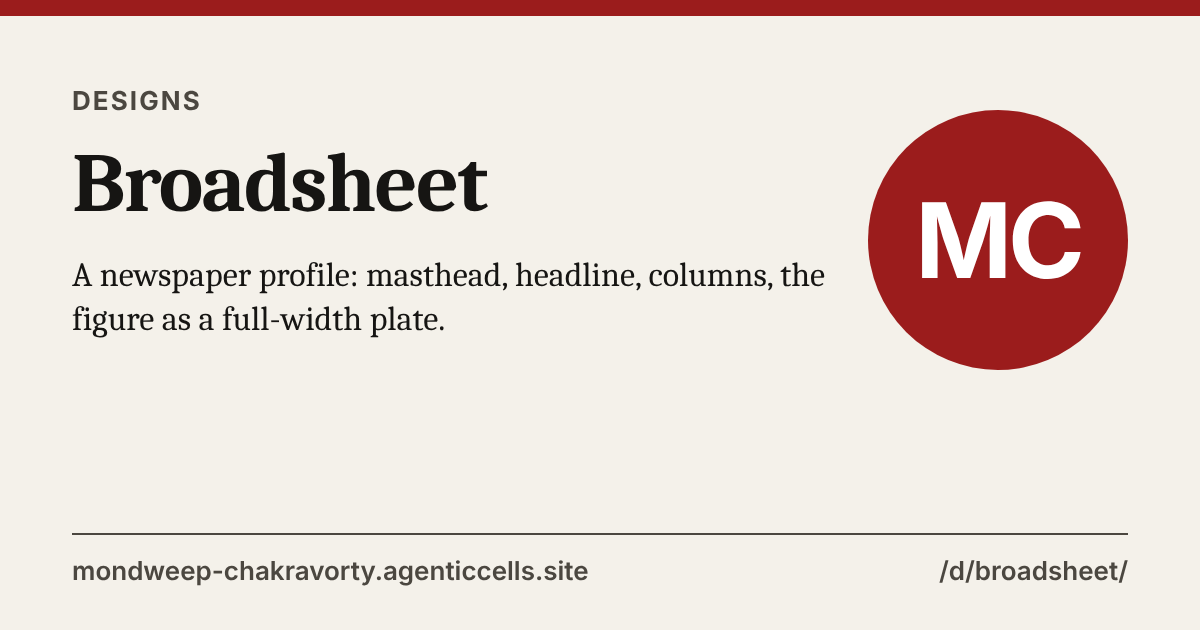 DESIGNS
Broadsheet
A newspaper profile: masthead, headline, columns, the
figure as a full-width plate.
MC
mondweep-chakravorty.agenticcells.site
/d/broadsheet/